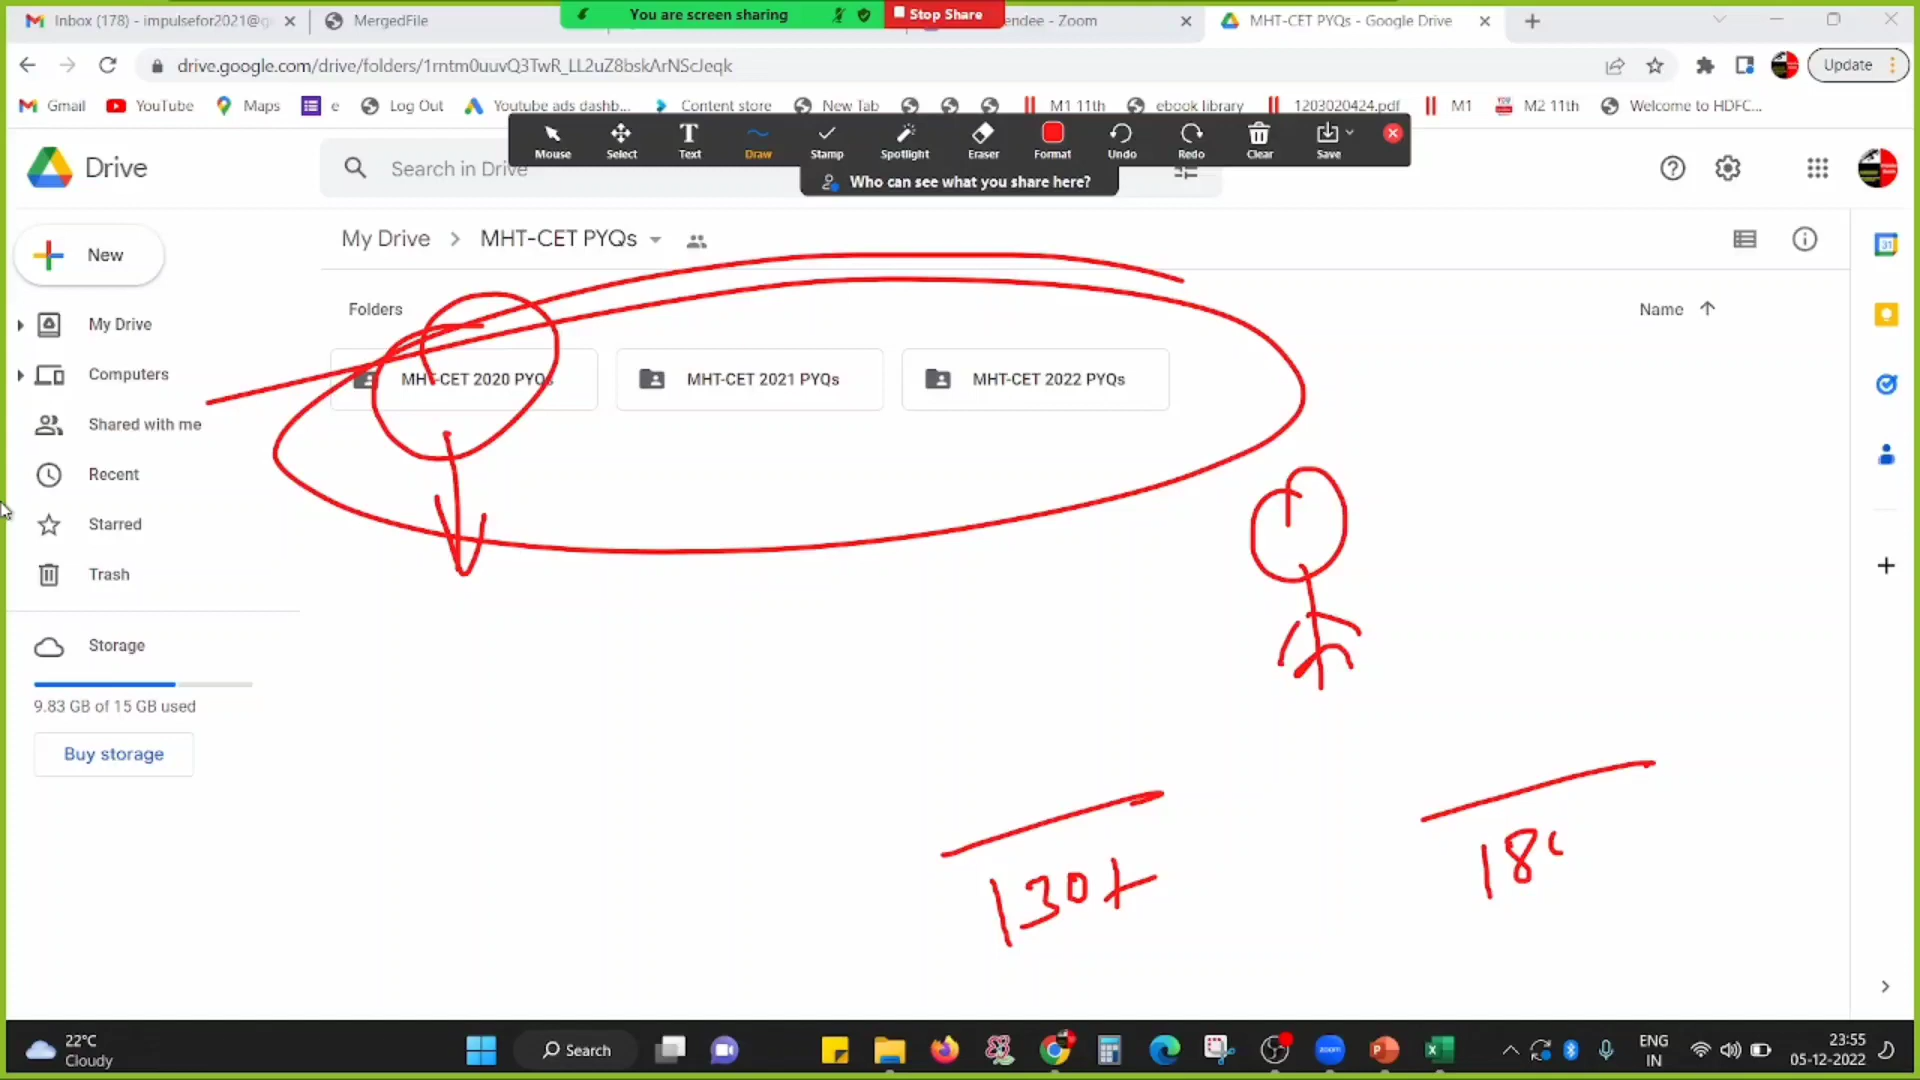 Inbox (178) - impulsefor2021@g
MergedFile
You are screen sharing
Stop Share
endee - Zoom
MHT-CET PYQs - Google Drive
drive.google.com/drive/folders/1rntm0uuvQ3TwR_LL2uZ8bskArNScJeqk
Update
Gmail YouTube Maps e Log Out Youtube ads dashb... Content store New Tab M1 11th ebook library 1203020424.pdf M1 M2 11th Welcome to HDFC...
Mouse Select Text Draw Stamp Spotlight Eraser Format Undo Redo Clear Save
Who can see what you share here?
Drive
Search in Drive
New
My Drive > MHT-CET PYQs
Folders
Name
My Drive
Computers
Shared with me
Recent
Starred
Trash
Storage
9.83 GB of 15 GB used
Buy storage
MHT-CET 2020 PYQs
MHT-CET 2021 PYQs
MHT-CET 2022 PYQs
130+
18
22°C
Cloudy
Search
zoom
ENG
IN
23:55
05-12-2022